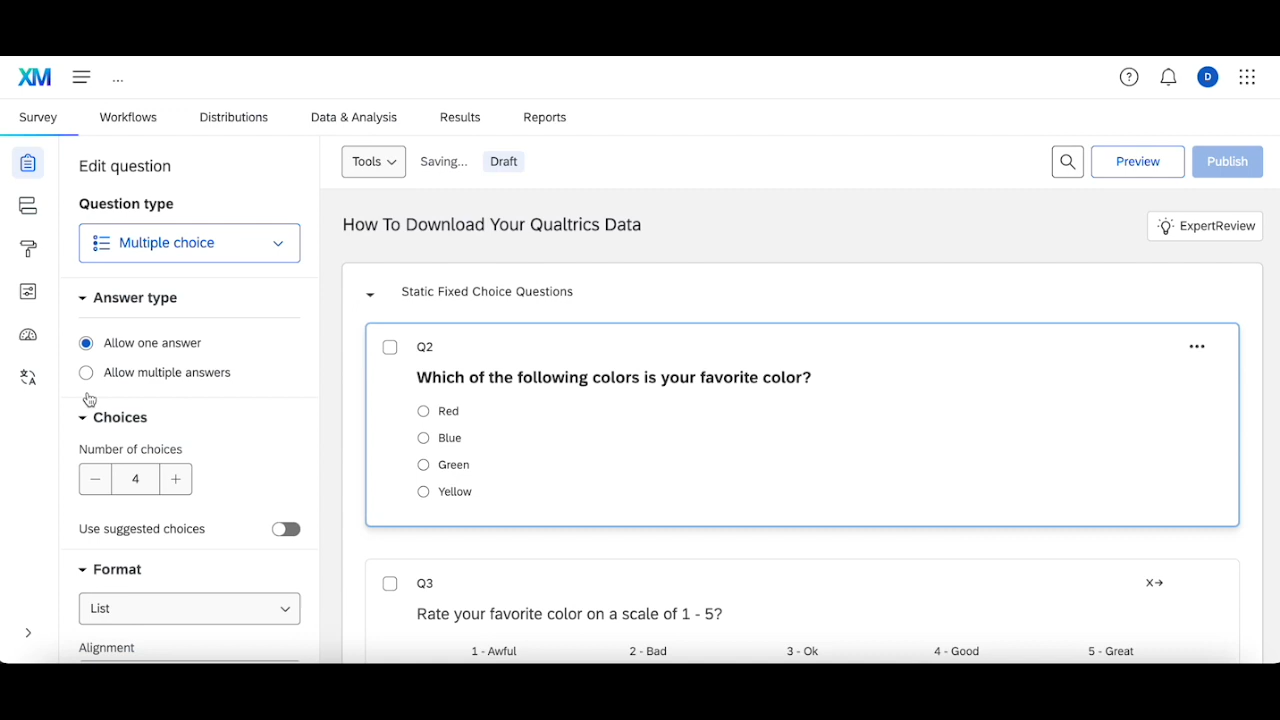 XM ... ? D
Survey Workflows Distributions Data & Analysis Results Reports
Edit question
Question type
Multiple choice
Answer type
Allow one answer
Allow multiple answers
Choices
Number of choices
− 4 +
Use suggested choices
Format
List
Alignment
Tools Saving... Draft Preview Publish
How To Download Your Qualtrics Data ExpertReview
Static Fixed Choice Questions
Q2
Which of the following colors is your favorite color?
Red
Blue
Green
Yellow
Q3
Rate your favorite color on a scale of 1 - 5?
1 - Awful 2 - Bad 3 - Ok 4 - Good 5 - Great